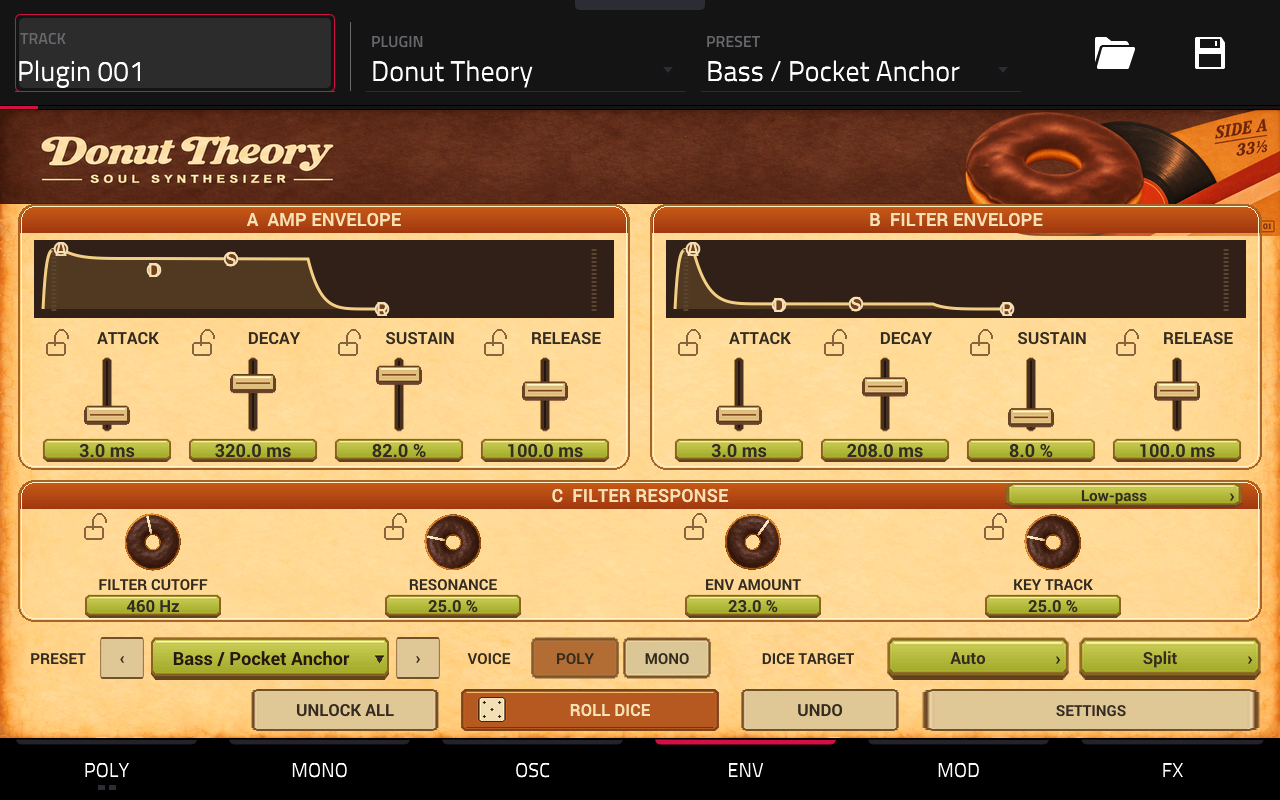 TRACK
Plugin 001
PLUGIN
Donut Theory
PRESET
Bass / Pocket Anchor
Donut Theory
SOUL SYNTHESIZER
SIDE A
33⅓
01
A AMP ENVELOPE
B FILTER ENVELOPE
A
D
S
R
A
D
S
R
ATTACK
DECAY
SUSTAIN
RELEASE
ATTACK
DECAY
SUSTAIN
RELEASE
3.0 ms
320.0 ms
82.0 %
100.0 ms
3.0 ms
208.0 ms
8.0 %
100.0 ms
C FILTER RESPONSE
Low-pass ›
FILTER CUTOFF
RESONANCE
ENV AMOUNT
KEY TRACK
460 Hz
25.0 %
23.0 %
25.0 %
PRESET
‹
Bass / Pocket Anchor ▾
›
VOICE
POLY
MONO
DICE TARGET
Auto ›
Split ›
UNLOCK ALL
ROLL DICE
UNDO
SETTINGS
POLY
MONO
OSC
ENV
MOD
FX